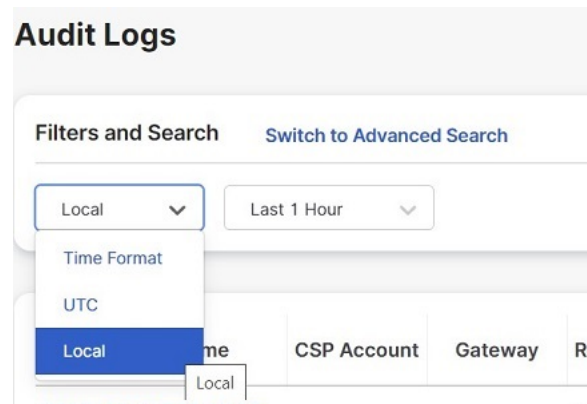 Audit Logs
Filters and Search Switch to Advanced Search
Local Last 1 Hour
Time Format
UTC
Local
CSP Account Gateway
Local